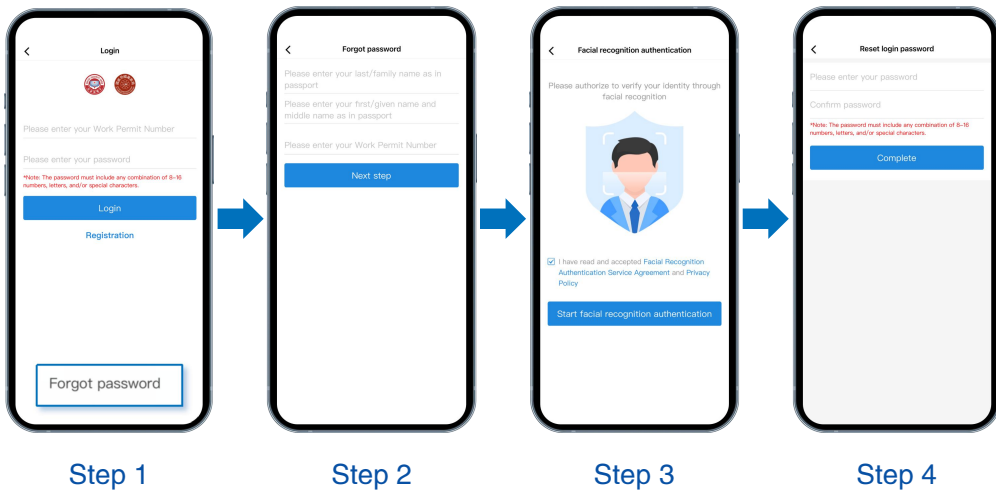 Login
Please enter your Work Permit Number
Please enter your password
*Note: The password must include any combination of 8-16
numbers, letters, and/or special characters.
Login
Registration
Forgot password
Step 1
Forgot password
Please enter your last/family name as in
passport
Please enter your first/given name and
middle name as in passport
Please enter your Work Permit Number
Next step
Step 2
Facial recognition authentication
Please authorize to verify your identity through
facial recognition
I have read and accepted Facial Recognition
Authentication Service Agreement and Privacy
Policy
Start facial recognition authentication
Step 3
Reset login password
Please enter your password
Confirm password
*Note: The password must include any combination of 8-16
numbers, letters, and/or special characters.
Complete
Step 4